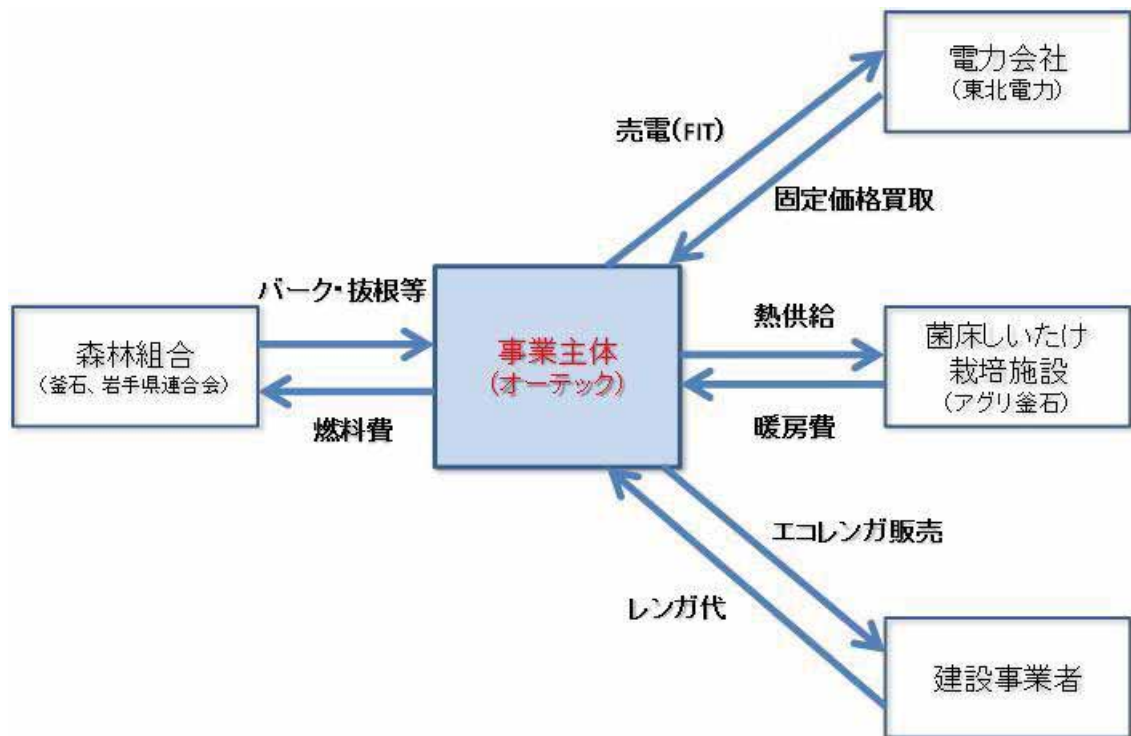 電力会社
(東北電力)
売電(FIT)
固定価格買取
バーク・抜根等
森林組合
(釜石、岩手県連合会)
燃料費
事業主体
(オーテック)
熱供給
暖房費
菌床しいたけ
栽培施設
(アグリ釜石)
エコレンガ販売
レンガ代
建設事業者